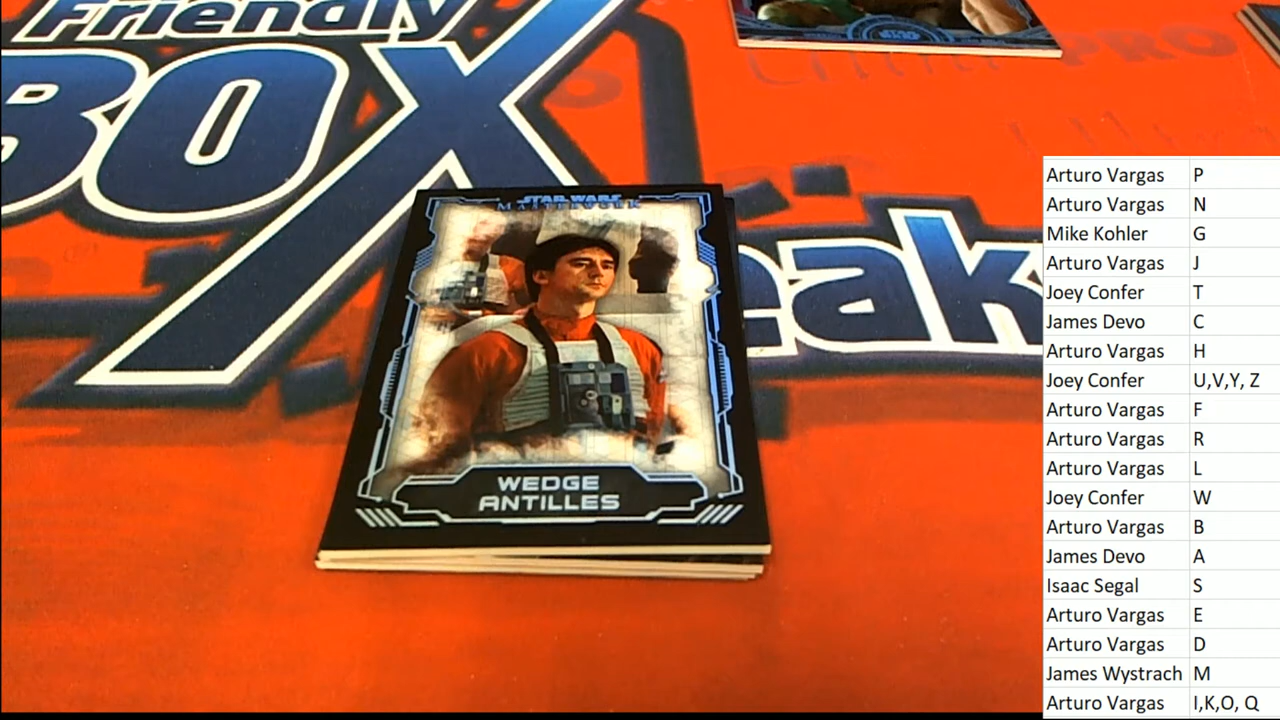 Friendly
BOX
eak
PRO
STAR WARS
MASTERWORK
WEDGE
ANTILLES
Arturo Vargas P
Arturo Vargas N
Mike Kohler G
Arturo Vargas J
Joey Confer T
James Devo C
Arturo Vargas H
Joey Confer U,V,Y, Z
Arturo Vargas F
Arturo Vargas R
Arturo Vargas L
Joey Confer W
Arturo Vargas B
James Devo A
Isaac Segal S
Arturo Vargas E
Arturo Vargas D
James Wystrach M
Arturo Vargas I,K,O, Q